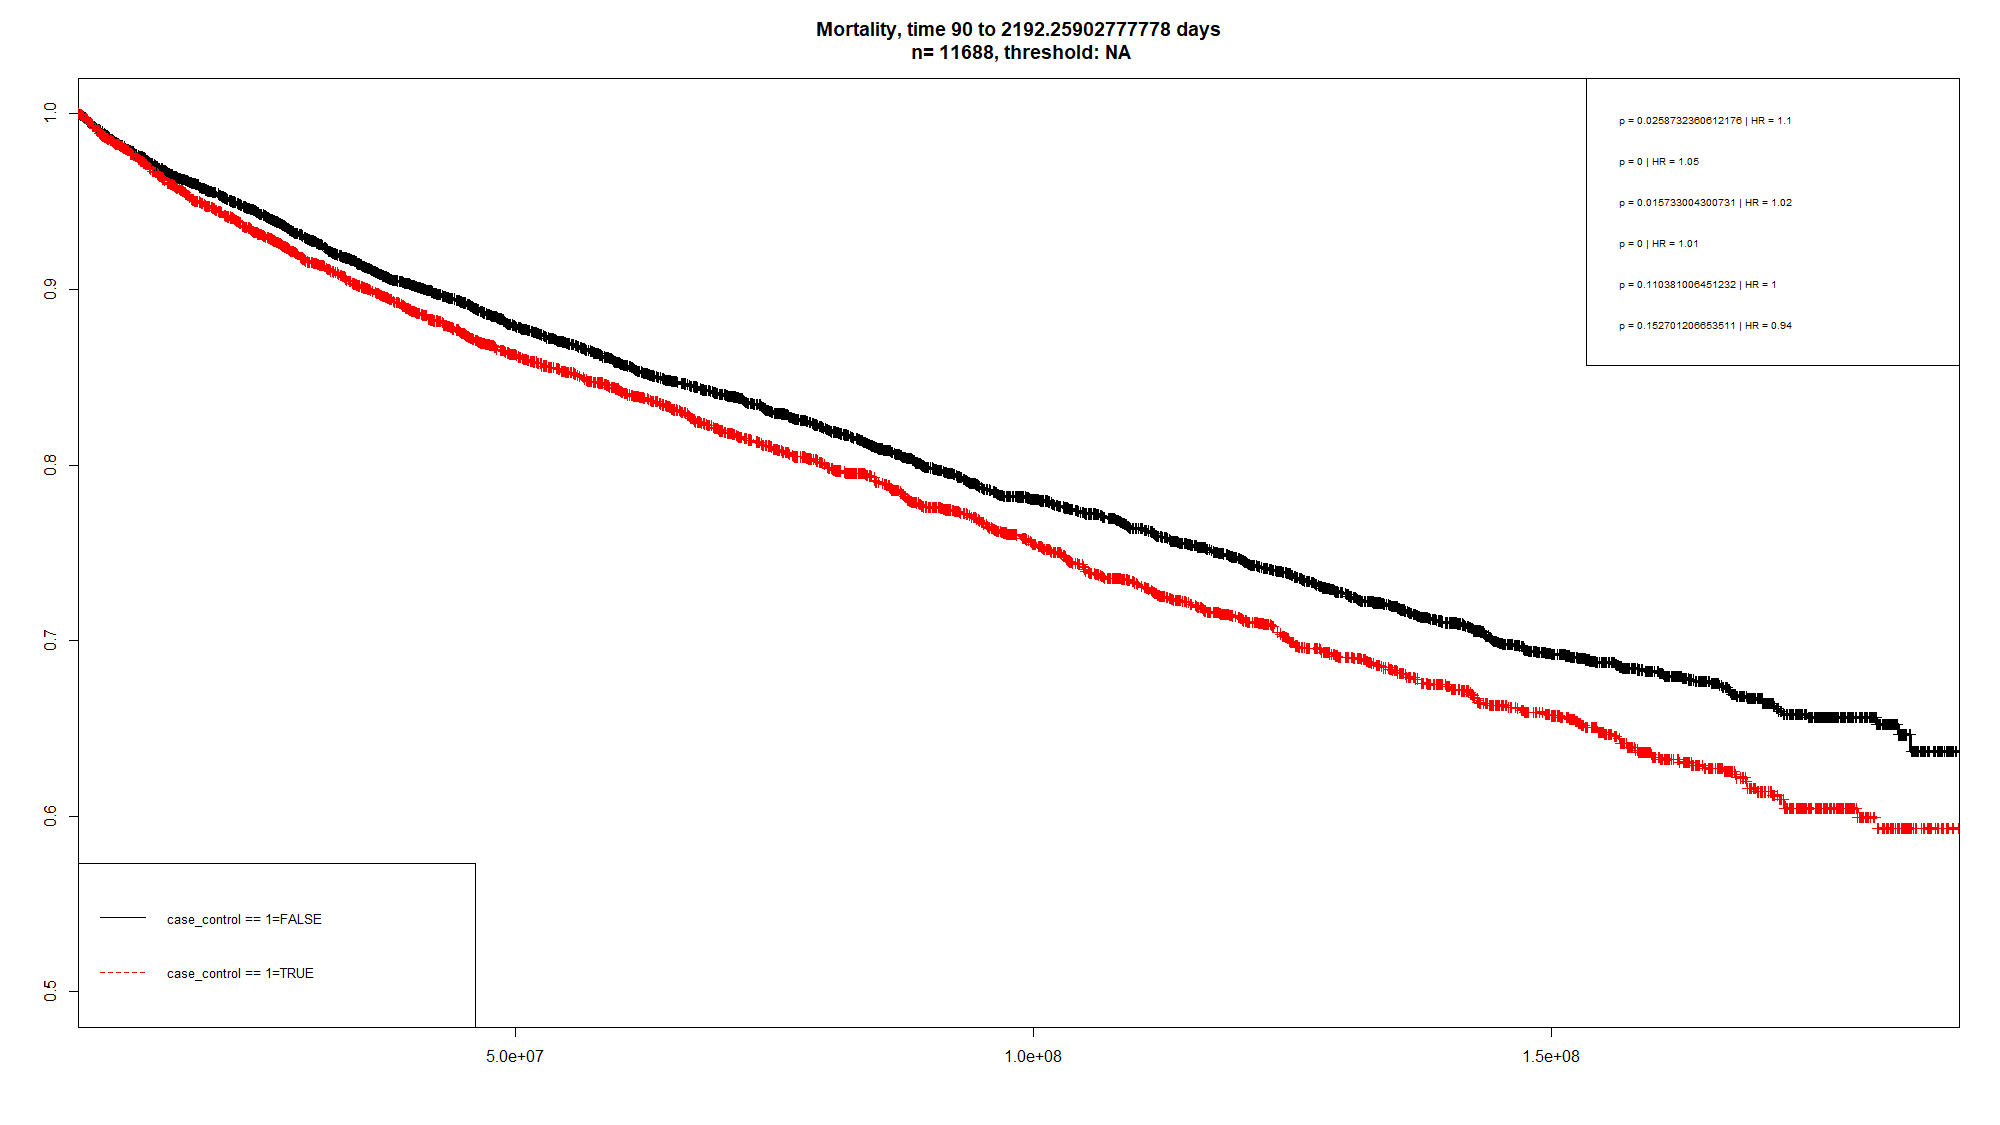 Mortality, time 90 to 2192.25902777778 days
n= 11688, threshold: NA
p = 0.0258732360612176 | HR = 1.1
p = 0 | HR = 1.05
p = 0.015733004300731 | HR = 1.02
p = 0 | HR = 1.01
p = 0.110381006451232 | HR = 1
p = 0.152701206653511 | HR = 0.94
1.0
0.9
0.8
0.7
0.6
0.5
case_control == 1=FALSE
case_control == 1=TRUE
5.0e+07
1.0e+08
1.5e+08